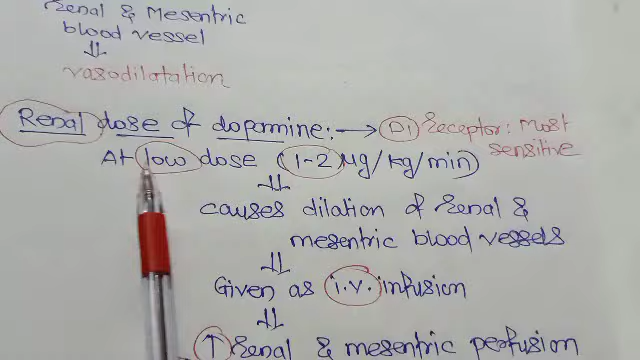 Renal & Mesentric
blood vessel
⇓
vasodilatation
Renal dose of dopamine:→ D1 Receptor: Most
sensitive
At low dose (1-2 μg/kg/min)
⇓
causes dilation of Renal &
mesentric blood vessels
⇓
Given as i.v. infusion
⇓
↑ Renal & mesentric perfusion